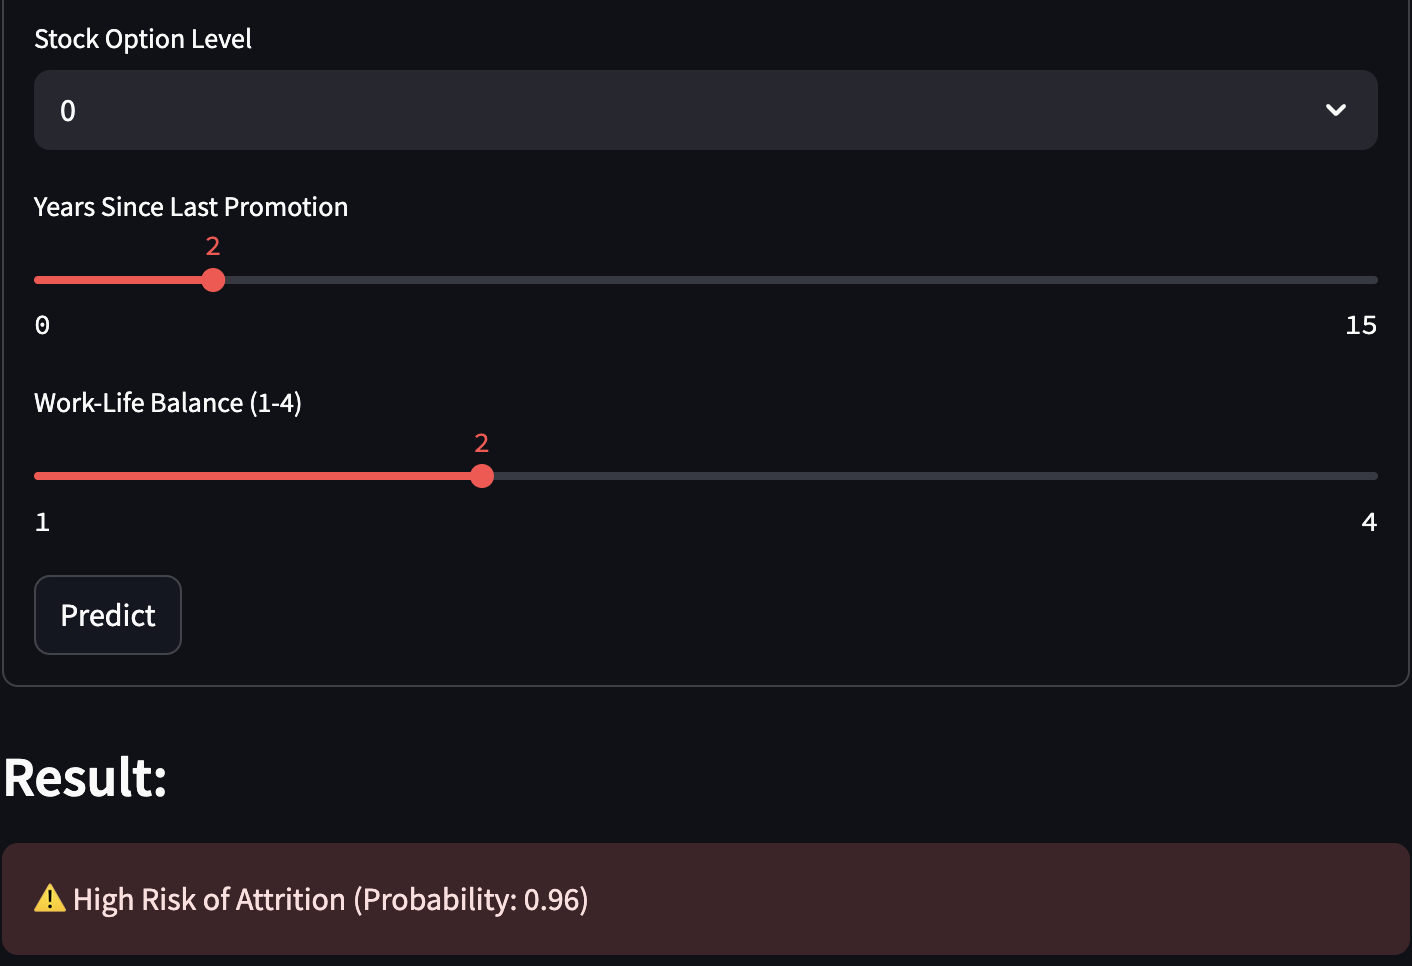 Stock Option Level
0
Years Since Last Promotion
2
0 15
Work-Life Balance (1-4)
2
1 4
Predict
Result:
⚠️ High Risk of Attrition (Probability: 0.96)